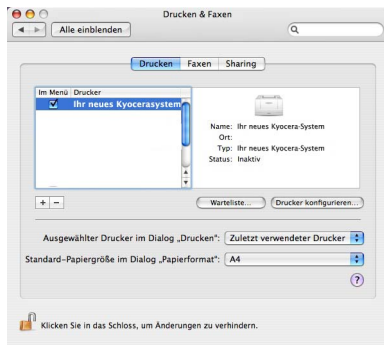 Drucken & Faxen
Alle einblenden
Drucken Faxen Sharing
Im Menü Drucker
Ihr neues Kyocerasystem
Name: Ihr neues Kyocera-System
Ort:
Typ: Ihr neues Kyocera-System
Status: Inaktiv
+ −
Warteliste... Drucker konfigurieren...
Ausgewählter Drucker im Dialog „Drucken“: Zuletzt verwendeter Drucker
Standard-Papiergröße im Dialog „Papierformat“: A4
?
Klicken Sie in das Schloss, um Änderungen zu verhindern.